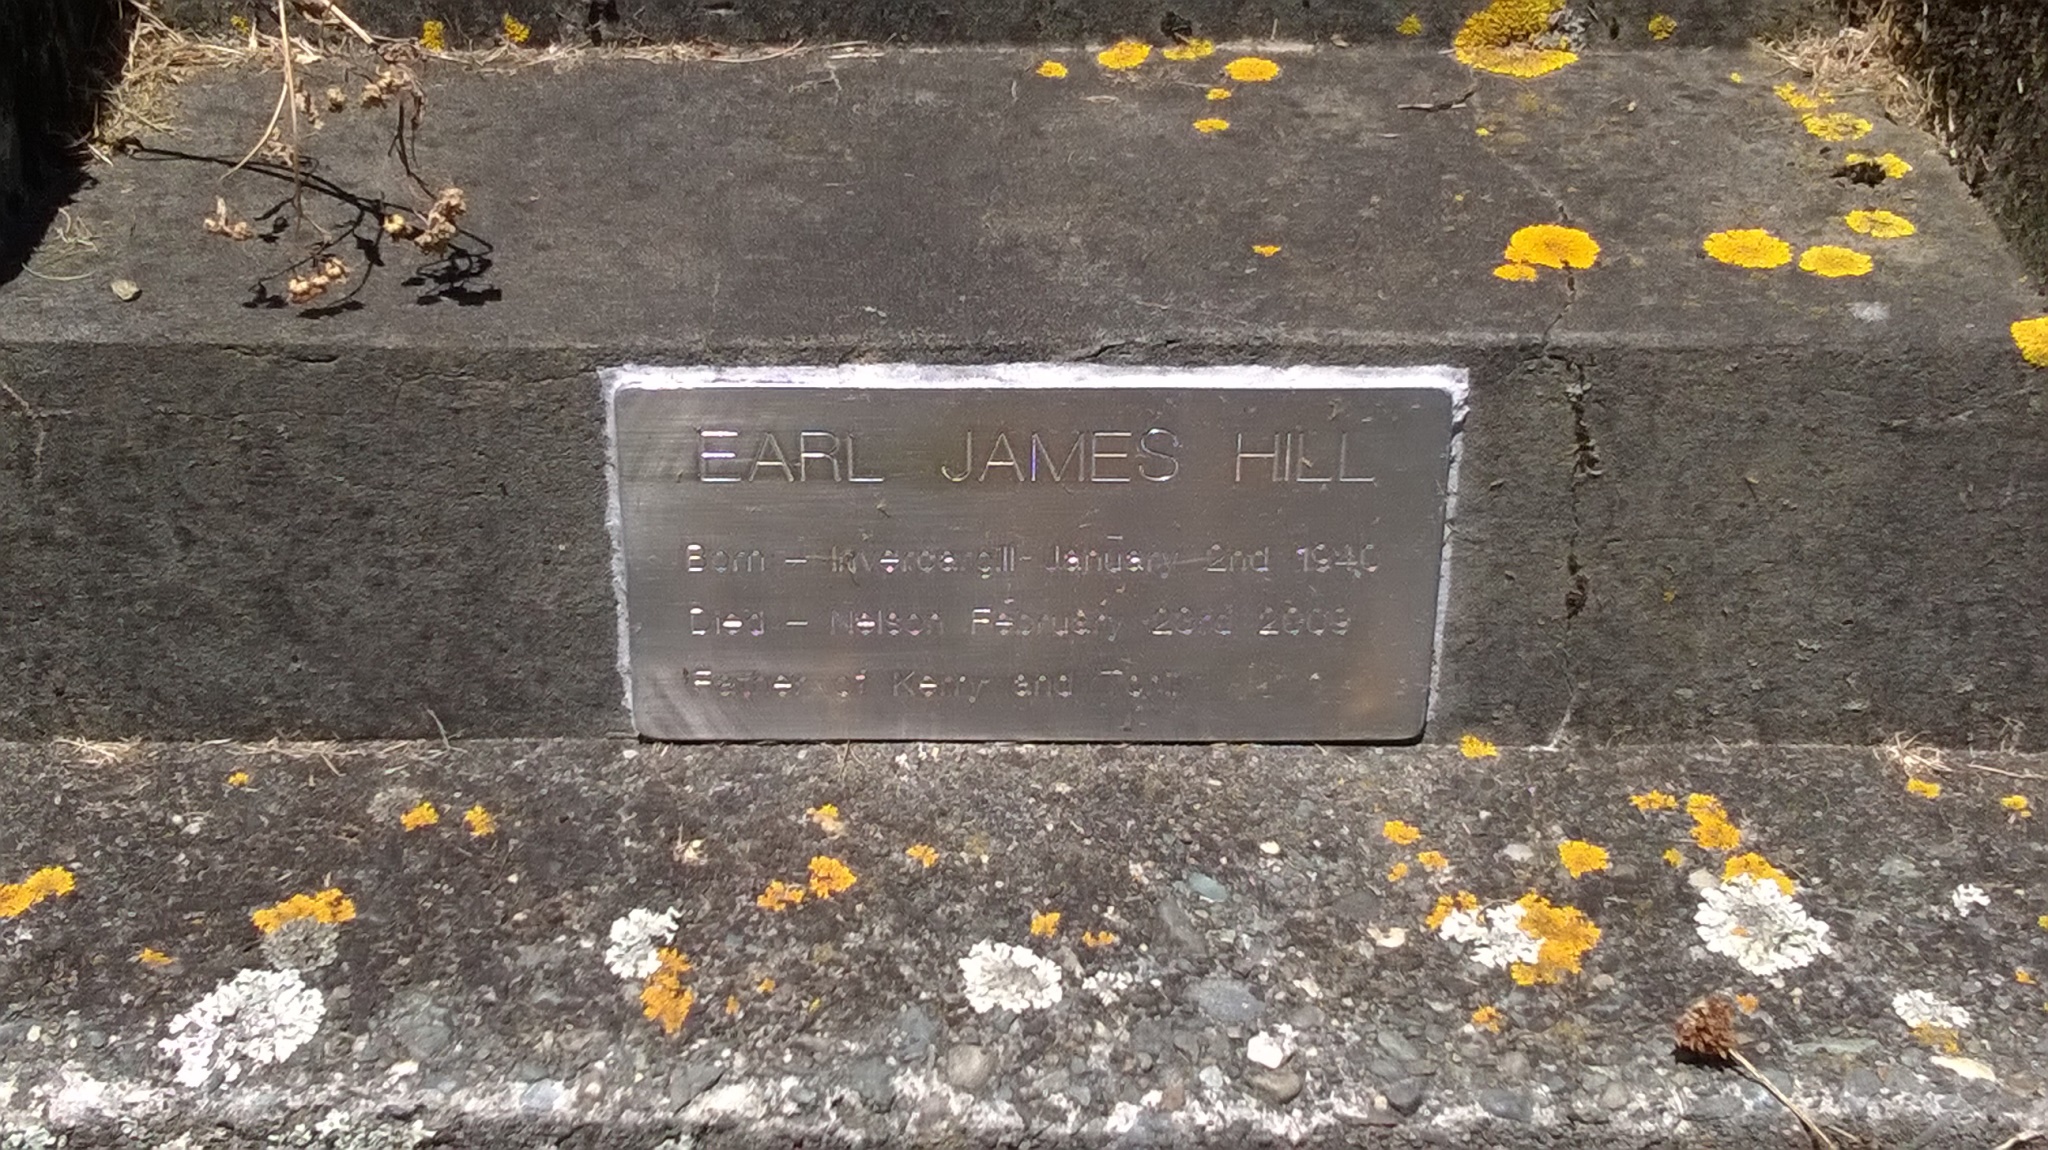 EARL JAMES HILL
Born - Invercargill January 2nd 1940
Died - Nelson February 23rd 2009
Father of Kerry and